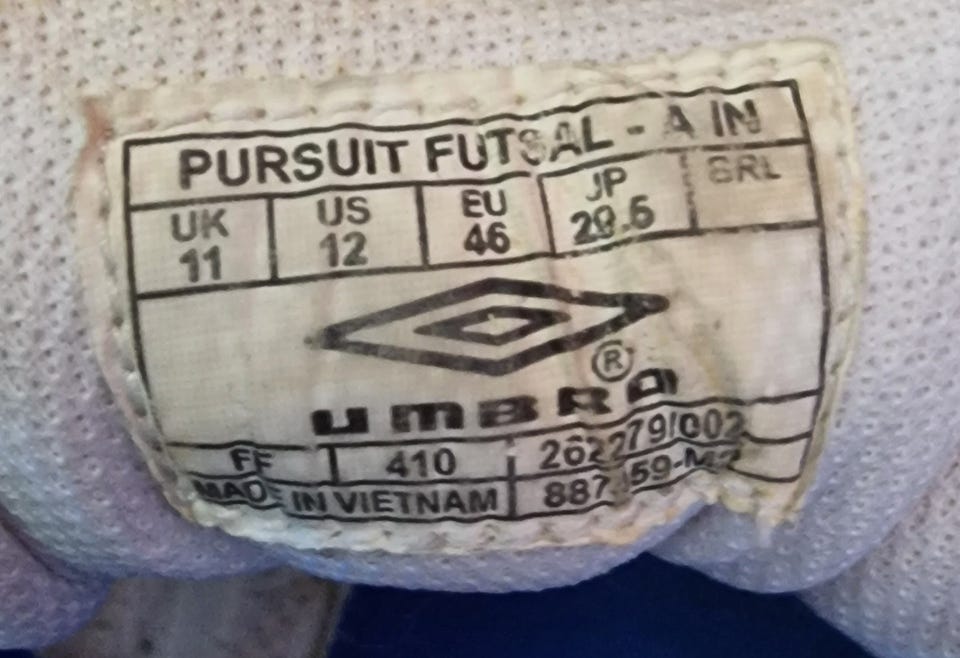 PURSUIT FUTSAL - A IN
UK US EU JP
11 12 46 29.5
®
umbro
FF 410 262279/002
MADE IN VIETNAM